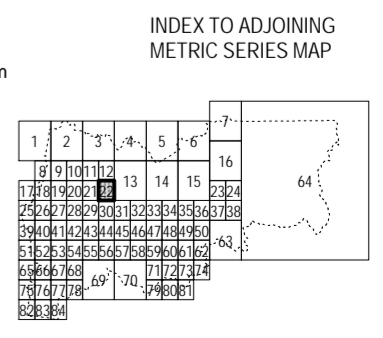 INDEX TO ADJOINING
METRIC SERIES MAP
m
7
1 2 3 4 5 6
16
64
8 9 10 11 12
13 14 15
17 18 19 20 21 22
23 24
25 26 27 28 29 30 31 32 33 34 35 36 37 38
39 40 41 42 43 44 45 46 47 48 49 50
63
51 52 53 54 55 56 57 58 59 60 61 62
65 66 67 68
69 70
71 72 73 74
75 76 77 78
79 80 81
82 83 84